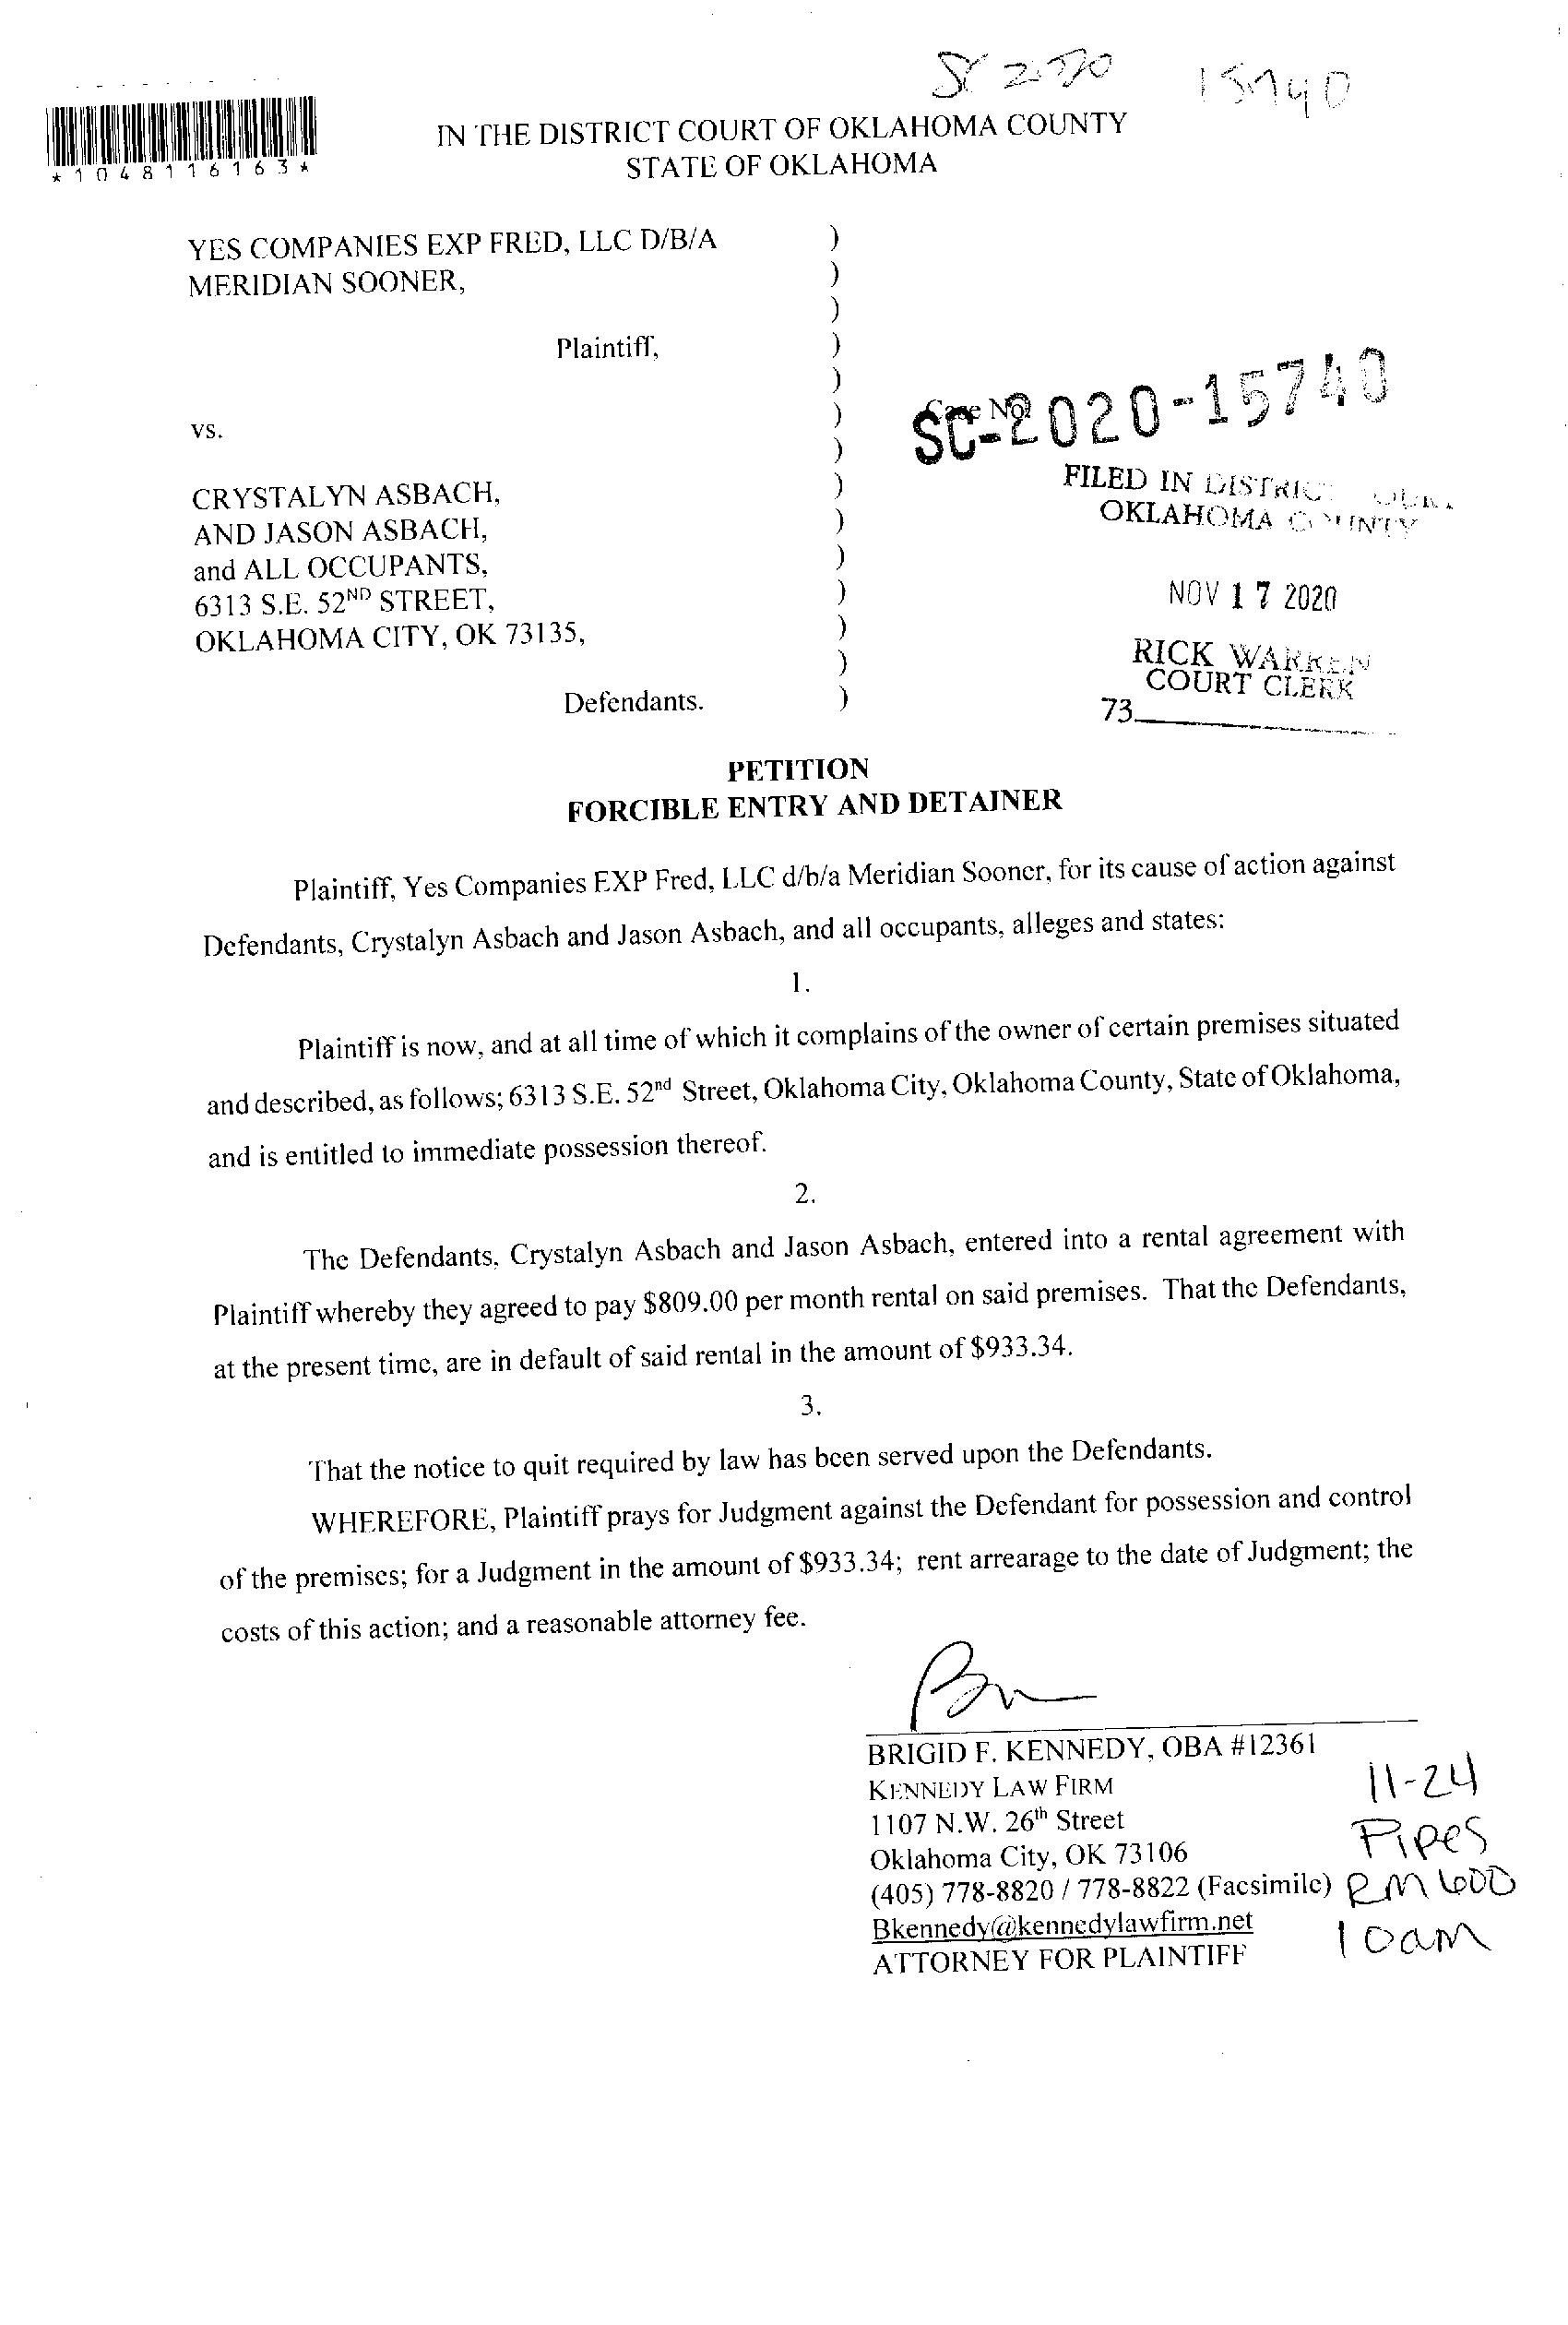 SC 2020 15740
*1048116163*
IN THE DISTRICT COURT OF OKLAHOMA COUNTY
STATE OF OKLAHOMA
YES COMPANIES EXP FRED, LLC D/B/A )
MERIDIAN SOONER, )
)
Plaintiff, )
)
) Case No.
SC-2020-15740
vs.
)
CRYSTALYN ASBACH, )
AND JASON ASBACH, )
and ALL OCCUPANTS, )
6313 S.E. 52ND STREET, )
OKLAHOMA CITY, OK 73135, )
)
Defendants. )
FILED IN DISTRICT COURT
OKLAHOMA COUNTY
NOV 17 2020
RICK WARREN
COURT CLERK
73
PETITION
FORCIBLE ENTRY AND DETAINER
Plaintiff, Yes Companies EXP Fred, LLC d/b/a Meridian Sooner, for its cause of action against
Defendants, Crystalyn Asbach and Jason Asbach, and all occupants, alleges and states:
1.
Plaintiff is now, and at all time of which it complains of the owner of certain premises situated
and described, as follows; 6313 S.E. 52nd Street, Oklahoma City, Oklahoma County, State of Oklahoma,
and is entitled to immediate possession thereof.
2.
The Defendants, Crystalyn Asbach and Jason Asbach, entered into a rental agreement with
Plaintiff whereby they agreed to pay $809.00 per month rental on said premises. That the Defendants,
at the present time, are in default of said rental in the amount of $933.34.
3.
That the notice to quit required by law has been served upon the Defendants.
WHEREFORE, Plaintiff prays for Judgment against the Defendant for possession and control
of the premises; for a Judgment in the amount of $933.34; rent arrearage to the date of Judgment; the
costs of this action; and a reasonable attorney fee.
BRIGID F. KENNEDY, OBA #12361
KENNEDY LAW FIRM
1107 N.W. 26th Street
Oklahoma City, OK 73106
(405) 778-8820 / 778-8822 (Facsimile)
Bkennedy@kennedylawfirm.net
ATTORNEY FOR PLAINTIFF
11-24
Pipes
RM 600
10am